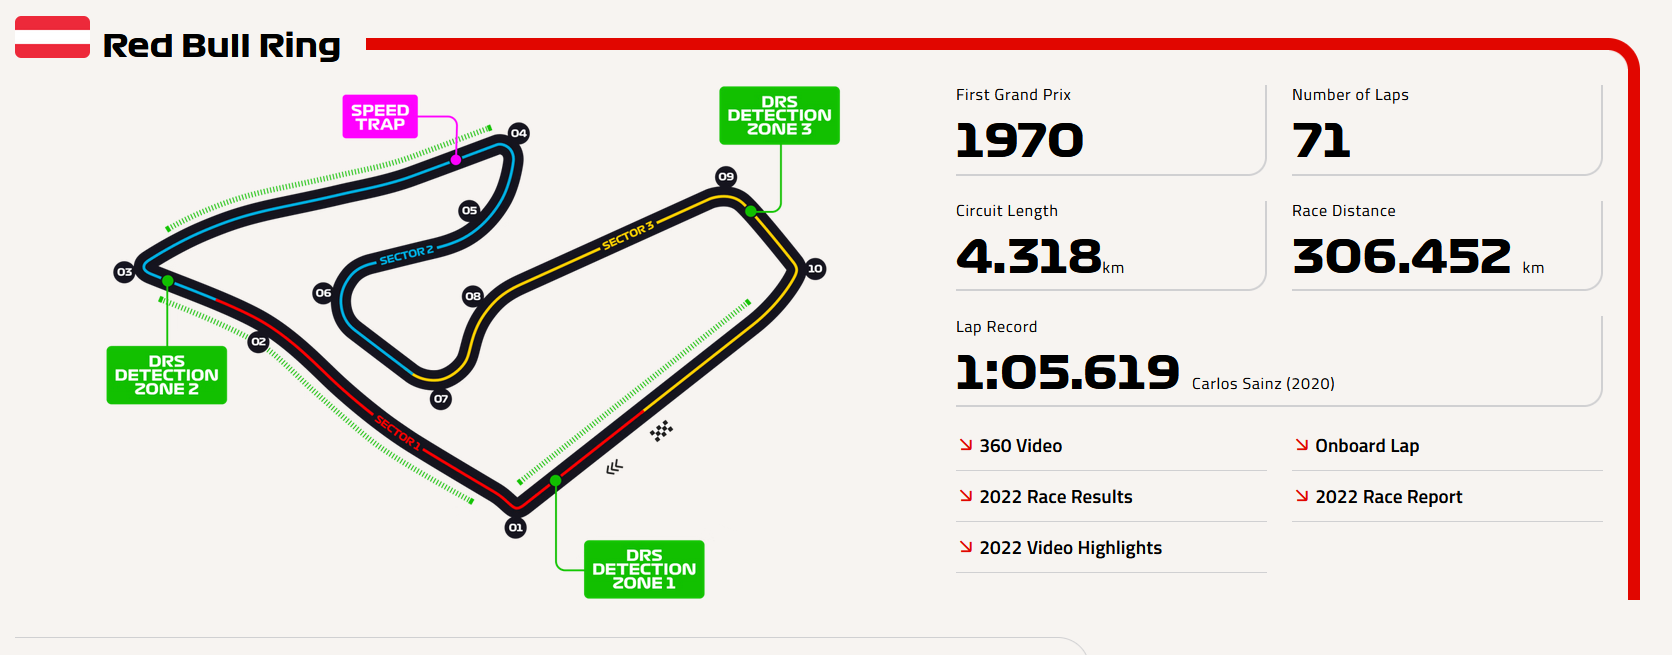 Red Bull Ring
SPEED
TRAP
DRS
DETECTION
ZONE 3
04
09
05
SECTOR 3
SECTOR 2
03
10
06
08
02
DRS
DETECTION
ZONE 2
07
SECTOR 1
01
DRS
DETECTION
ZONE 1
First Grand Prix
1970
Number of Laps
71
Circuit Length
4.318km
Race Distance
306.452 km
Lap Record
1:05.619 Carlos Sainz (2020)
360 Video
Onboard Lap
2022 Race Results
2022 Race Report
2022 Video Highlights